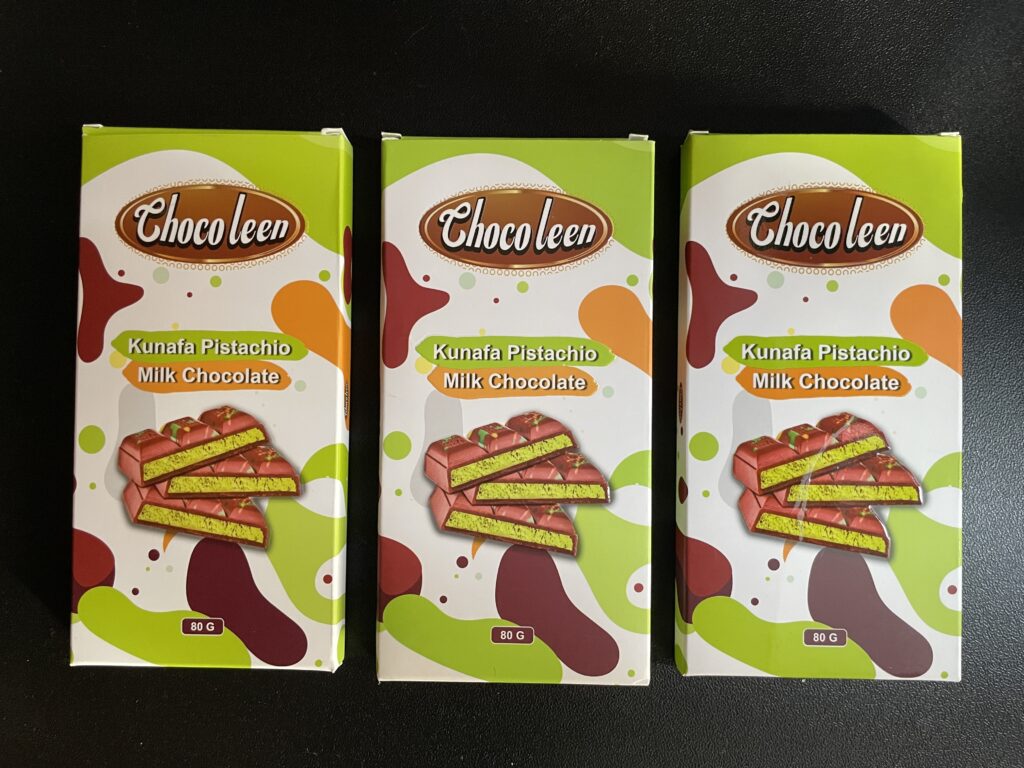 Choco leen
Kunafa Pistachio
Milk Chocolate
80 G
Choco leen
Kunafa Pistachio
Milk Chocolate
80 G
Choco leen
Kunafa Pistachio
Milk Chocolate
80 G